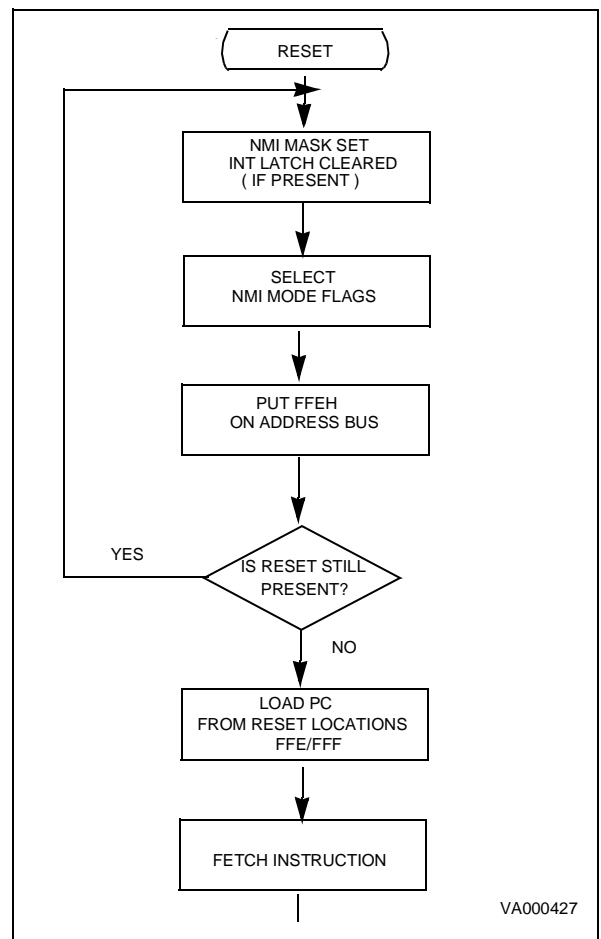 RESET
NMI MASK SET
INT LATCH CLEARED
( IF PRESENT )
SELECT
NMI MODE FLAGS
PUT FFEH
ON ADDRESS BUS
YES
IS RESET STILL
PRESENT?
NO
LOAD PC
FROM RESET LOCATIONS
FFE/FFF
FETCH INSTRUCTION
VA000427